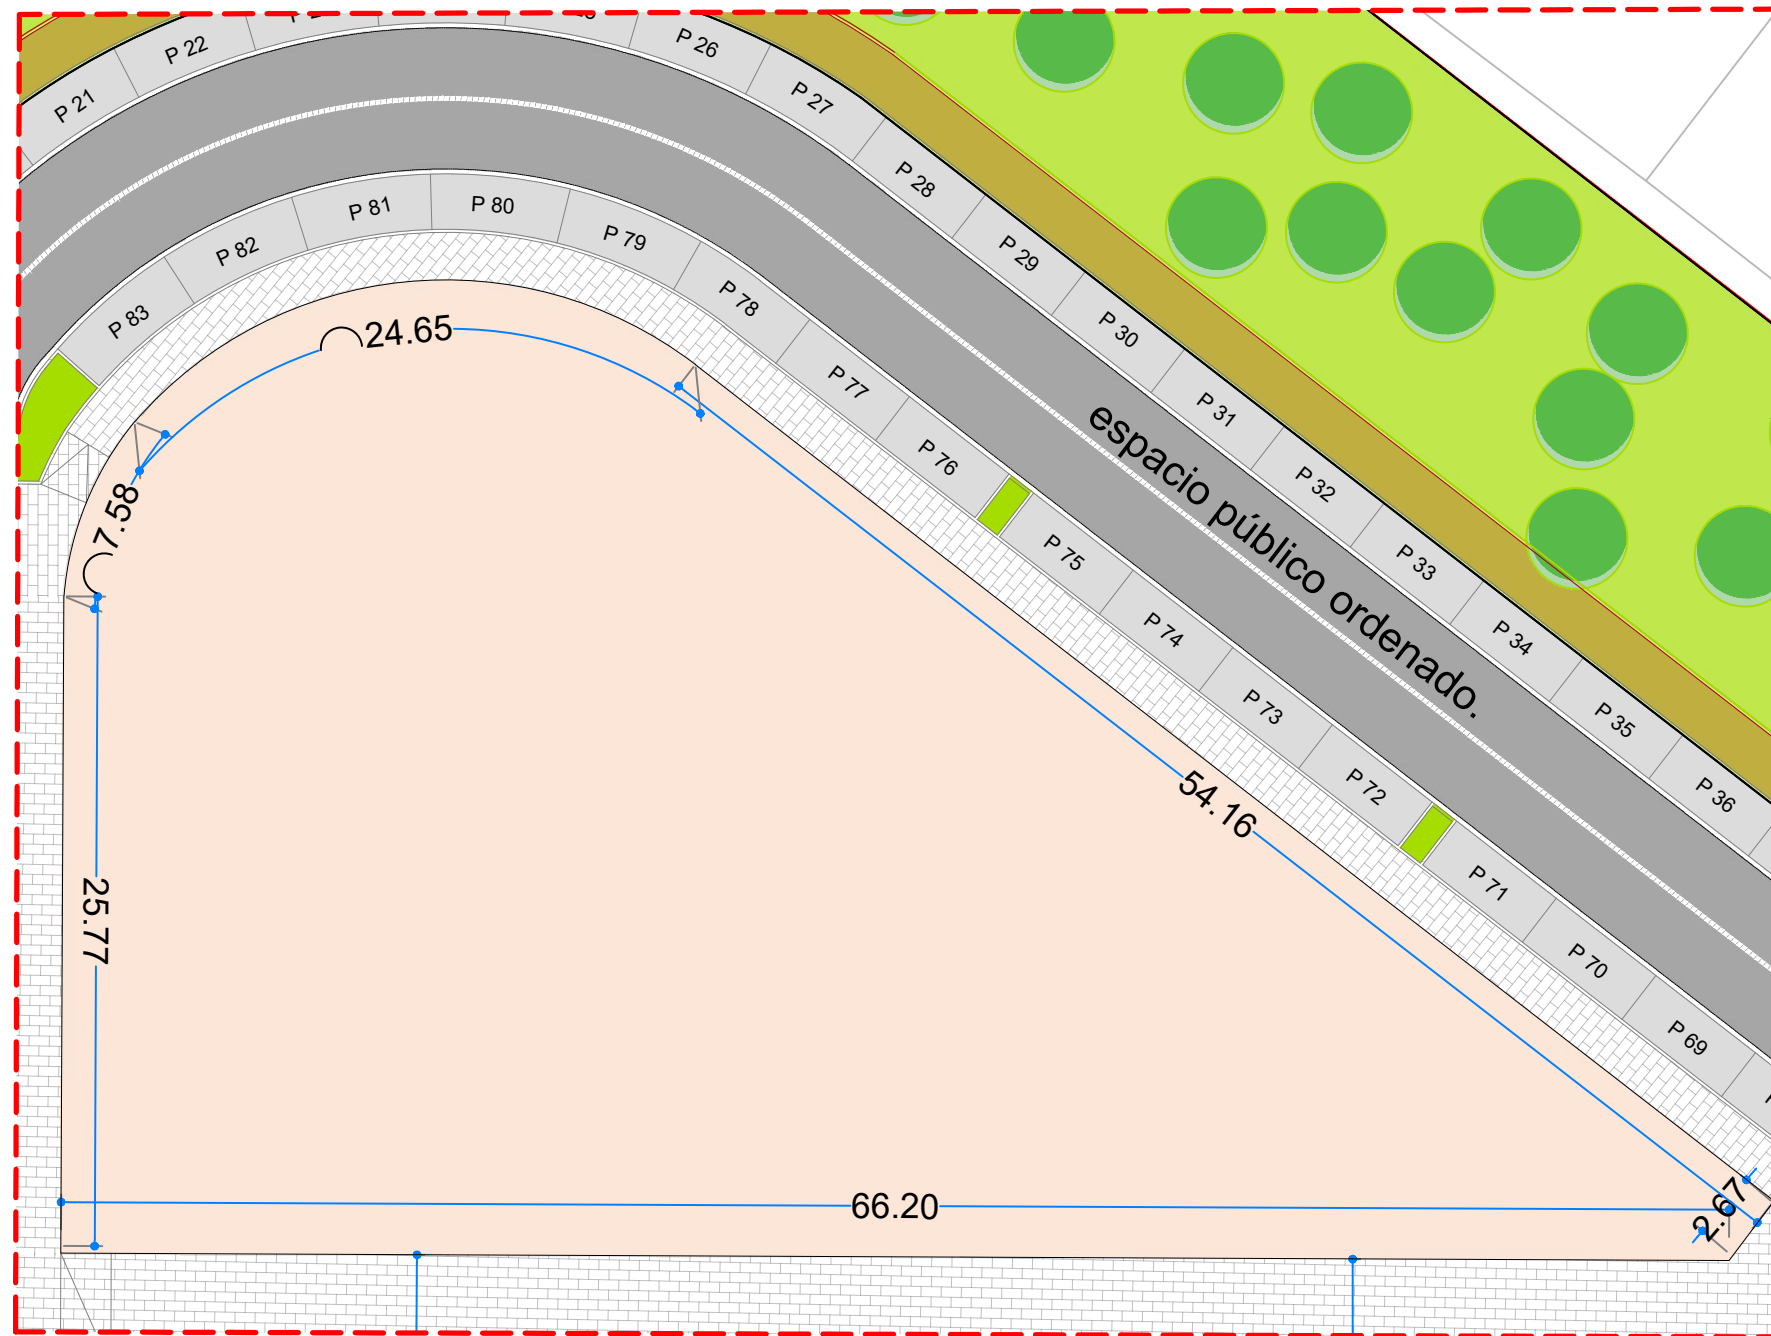 P 22
P 26
P 21
P 27
P 28
P 81
P 80
P 82
P 79
P 29
P 78
P 83
24.65
P 30
P 77
P 31
P 76
espacio público ordenado.
P 32
7.58
P 75
P 33
P 74
P 34
P 73
P 35
P 72
54.16
P 36
P 71
25.77
P 70
P 69
66.20
2.67